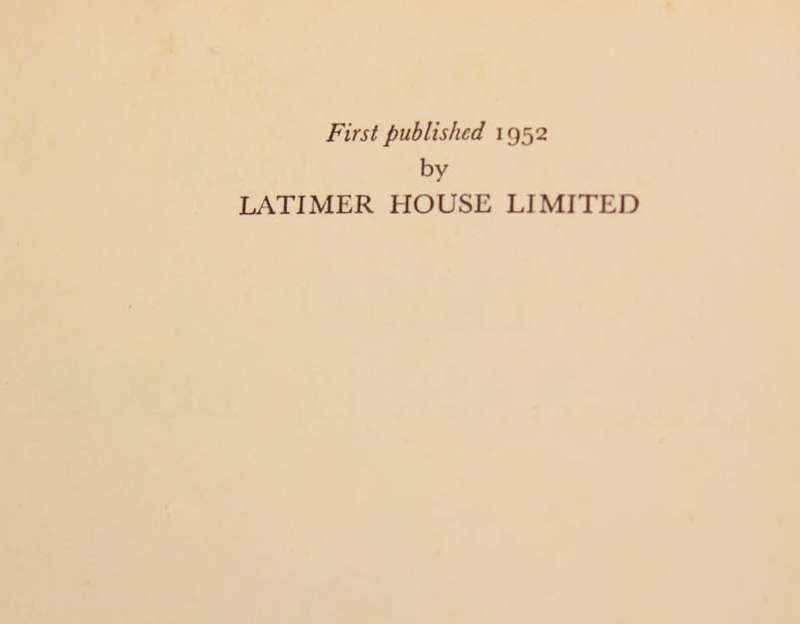 First published 1952
by
LATIMER HOUSE LIMITED